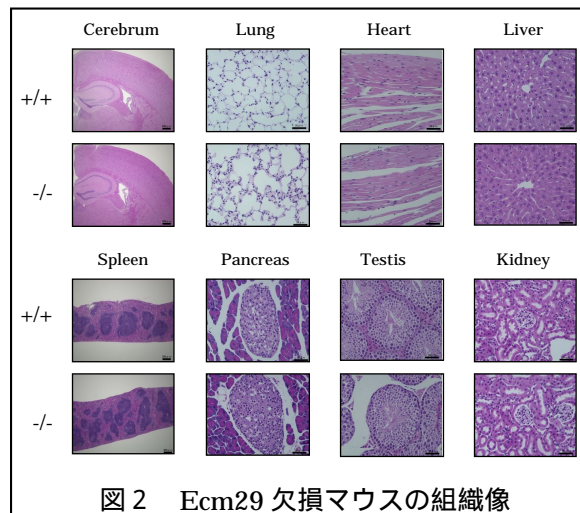 Cerebrum Lung Heart Liver
+/+
-/-
Spleen Pancreas Testis Kidney
+/+
-/-
図2 Ecm29 欠損マウスの組織像